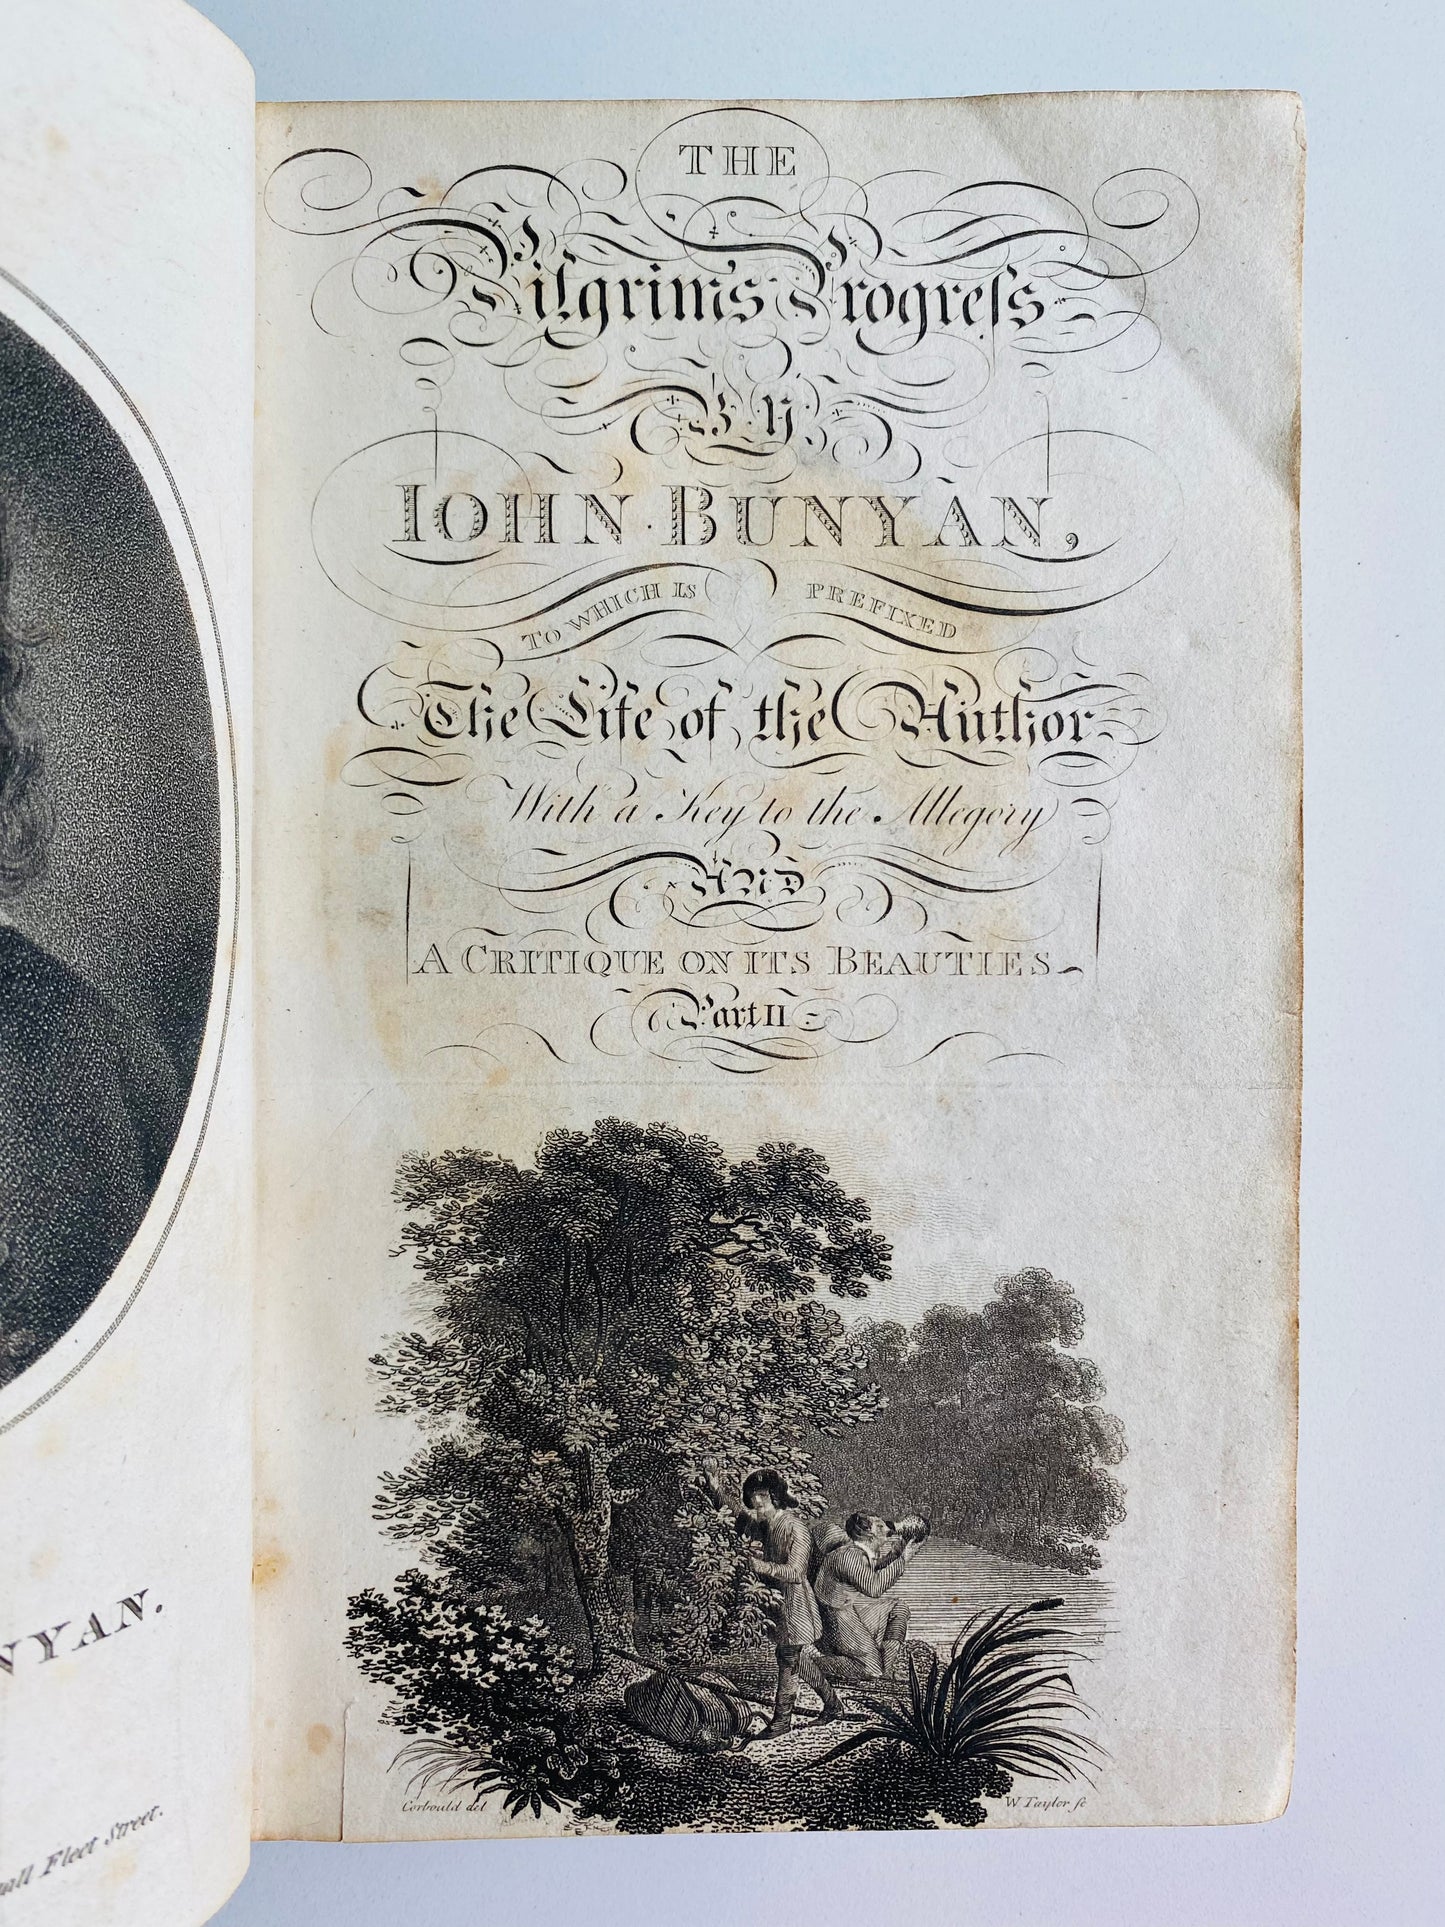 THE
Pilgrim's Progreſs
BY
IOHN BUNYAN,
TO WHICH IS PREFIXED
The Life of the Author
With a Key to the Allegory
AND
A CRITIQUE ON ITS BEAUTIES
Part II
Corbould del
W Taylor sc
NYAN.
Fleet Street.